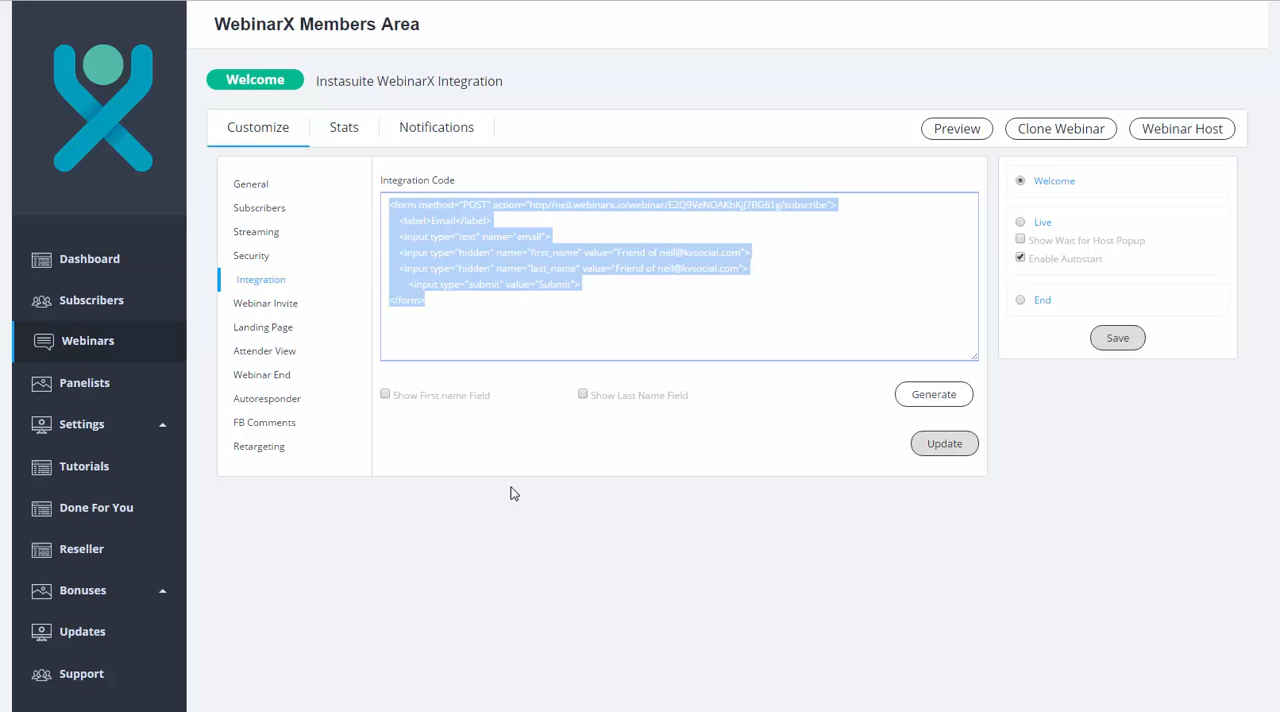 WebinarX Members Area
Welcome Instasuite WebinarX Integration
Customize Stats Notifications Preview Clone Webinar Webinar Host
Dashboard
Subscribers
Webinars
Panelists
Settings
Tutorials
Done For You
Reseller
Bonuses
Updates
Support
General
Subscribers
Streaming
Security
Integration
Webinar Invite
Landing Page
Attender View
Webinar End
Autoresponder
FB Comments
Retargeting
Integration Code
<form method="POST" action="http//neil.webinarx.io/webinar/E2Q9VeNOAKbKjJ7BG61g/subscribe">
<label>Email</label>
<input type="text" name="email">
<input type="hidden" name="first_name" value="Friend of neil@kvsocial.com">
<input type="hidden" name="last_name" value="Friend of neil@kvsocial.com">
<input type="submit" value="Submit">
</form>
Show First name Field Show Last Name Field Generate
Update
Welcome
Live
Show Wait for Host Popup
Enable Autostart
End
Save